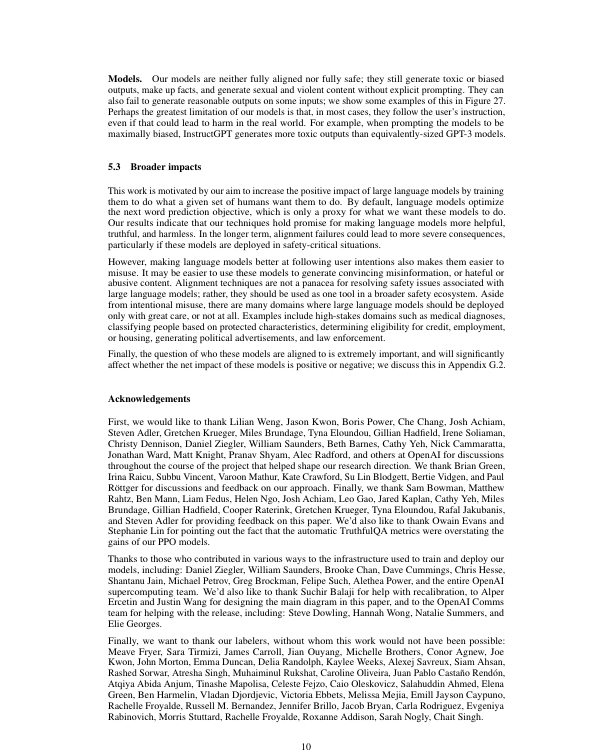 Models. Our models are neither fully aligned nor fully safe; they still generate toxic or biased
outputs, make up facts, and generate sexual and violent content without explicit prompting. They can
also fail to generate reasonable outputs on some inputs; we show some examples of this in Figure 27.
Perhaps the greatest limitation of our models is that, in most cases, they follow the user's instruction,
even if that could lead to harm in the real world. For example, when prompting the models to be
maximally biased, InstructGPT generates more toxic outputs than equivalently-sized GPT-3 models.
5.3 Broader impacts
This work is motivated by our aim to increase the positive impact of large language models by training
them to do what a given set of humans want them to do. By default, language models optimize
the next word prediction objective, which is only a proxy for what we want these models to do.
Our results indicate that our techniques hold promise for making language models more helpful,
truthful, and harmless. In the longer term, alignment failures could lead to more severe consequences,
particularly if these models are deployed in safety-critical situations.
However, making language models better at following user intentions also makes them easier to
misuse. It may be easier to use these models to generate convincing misinformation, or hateful or
abusive content. Alignment techniques are not a panacea for resolving safety issues associated with
large language models; rather, they should be used as one tool in a broader safety ecosystem. Aside
from intentional misuse, there are many domains where large language models should be deployed
only with great care, or not at all. Examples include high-stakes domains such as medical diagnoses,
classifying people based on protected characteristics, determining eligibility for credit, employment,
or housing, generating political advertisements, and law enforcement.
Finally, the question of who these models are aligned to is extremely important, and will significantly
affect whether the net impact of these models is positive or negative; we discuss this in Appendix G.2.
Acknowledgements
First, we would like to thank Lilian Weng, Jason Kwon, Boris Power, Che Chang, Josh Achiam,
Steven Adler, Gretchen Krueger, Miles Brundage, Tyna Eloundou, Gillian Hadfield, Irene Soliaman,
Christy Dennison, Daniel Ziegler, William Saunders, Beth Barnes, Cathy Yeh, Nick Cammaratta,
Jonathan Ward, Matt Knight, Pranav Shyam, Alec Radford, and others at OpenAI for discussions
throughout the course of the project that helped shape our research direction. We thank Brian Green,
Irina Raicu, Subbu Vincent, Varoon Mathur, Kate Crawford, Su Lin Blodgett, Bertie Vidgen, and Paul
Röttger for discussions and feedback on our approach. Finally, we thank Sam Bowman, Matthew
Rahtz, Ben Mann, Liam Fedus, Helen Ngo, Josh Achiam, Leo Gao, Jared Kaplan, Cathy Yeh, Miles
Brundage, Gillian Hadfield, Cooper Raterink, Gretchen Krueger, Tyna Eloundou, Rafal Jakubanis,
and Steven Adler for providing feedback on this paper. We'd also like to thank Owain Evans and
Stephanie Lin for pointing out the fact that the automatic TruthfulQA metrics were overstating the
gains of our PPO models.
Thanks to those who contributed in various ways to the infrastructure used to train and deploy our
models, including: Daniel Ziegler, William Saunders, Brooke Chan, Dave Cummings, Chris Hesse,
Shantanu Jain, Michael Petrov, Greg Brockman, Felipe Such, Alethea Power, and the entire OpenAI
supercomputing team. We'd also like to thank Suchir Balaji for help with recalibration, to Alper
Ercetin and Justin Wang for designing the main diagram in this paper, and to the OpenAI Comms
team for helping with the release, including: Steve Dowling, Hannah Wong, Natalie Summers, and
Elie Georges.
Finally, we want to thank our labelers, without whom this work would not have been possible:
Meave Fryer, Sara Tirmizi, James Carroll, Jian Ouyang, Michelle Brothers, Conor Agnew, Joe
Kwon, John Morton, Emma Duncan, Delia Randolph, Kaylee Weeks, Alexej Savreux, Siam Ahsan,
Rashed Sorwar, Atresha Singh, Muhaiminul Rukshat, Caroline Oliveira, Juan Pablo Castaño Rendón,
Atqiya Abida Anjum, Tinashe Mapolisa, Celeste Fejzo, Caio Oleskovicz, Salahuddin Ahmed, Elena
Green, Ben Harmelin, Vladan Djordjevic, Victoria Ebbets, Melissa Mejia, Emill Jayson Caypuno,
Rachelle Froyalde, Russell M. Bernandez, Jennifer Brillo, Jacob Bryan, Carla Rodriguez, Evgeniya
Rabinovich, Morris Stuttard, Rachelle Froyalde, Roxanne Addison, Sarah Nogly, Chait Singh.
10